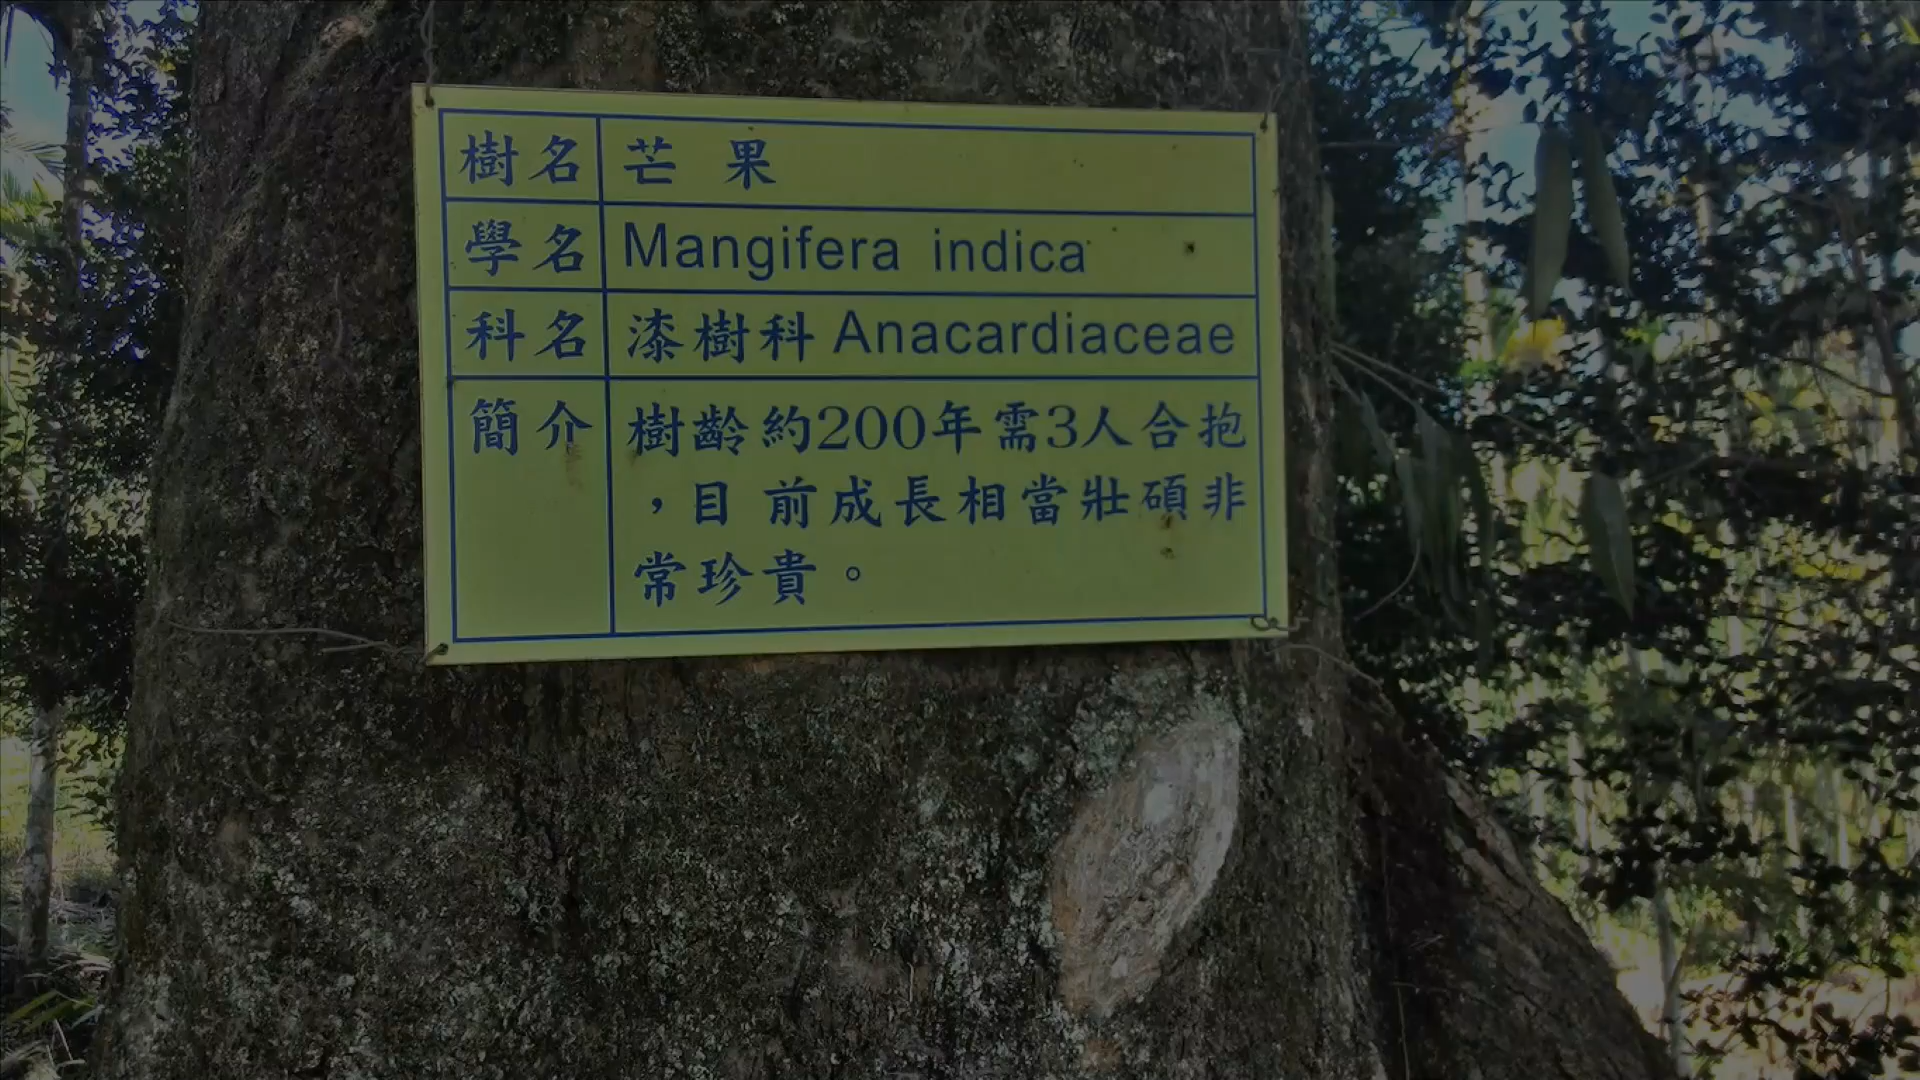 樹名 芒果
學名 Mangifera indica
科名 漆樹科 Anacardiaceae
簡介 樹齡約200年需3人合抱
，目前成長相當壯碩非
常珍貴。